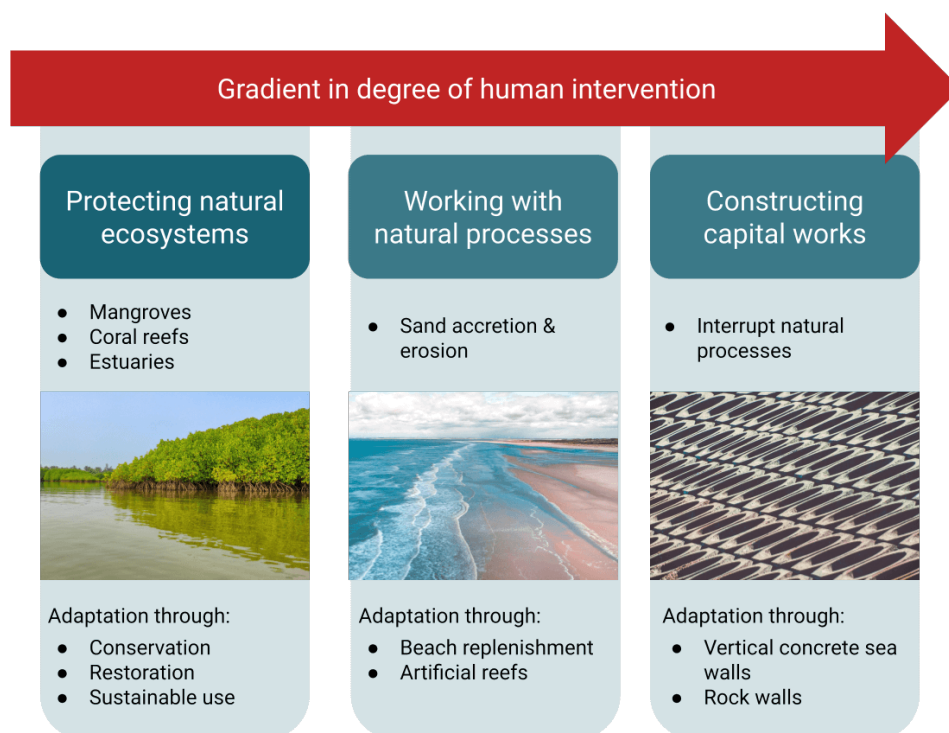 Gradient in degree of human intervention
Protecting natural
ecosystems
● Mangroves
● Coral reefs
● Estuaries
Adaptation through:
● Conservation
● Restoration
● Sustainable use
Working with
natural processes
● Sand accretion &
erosion
Adaptation through:
● Beach replenishment
● Artificial reefs
Constructing
capital works
● Interrupt natural
processes
Adaptation through:
● Vertical concrete sea
walls
● Rock walls